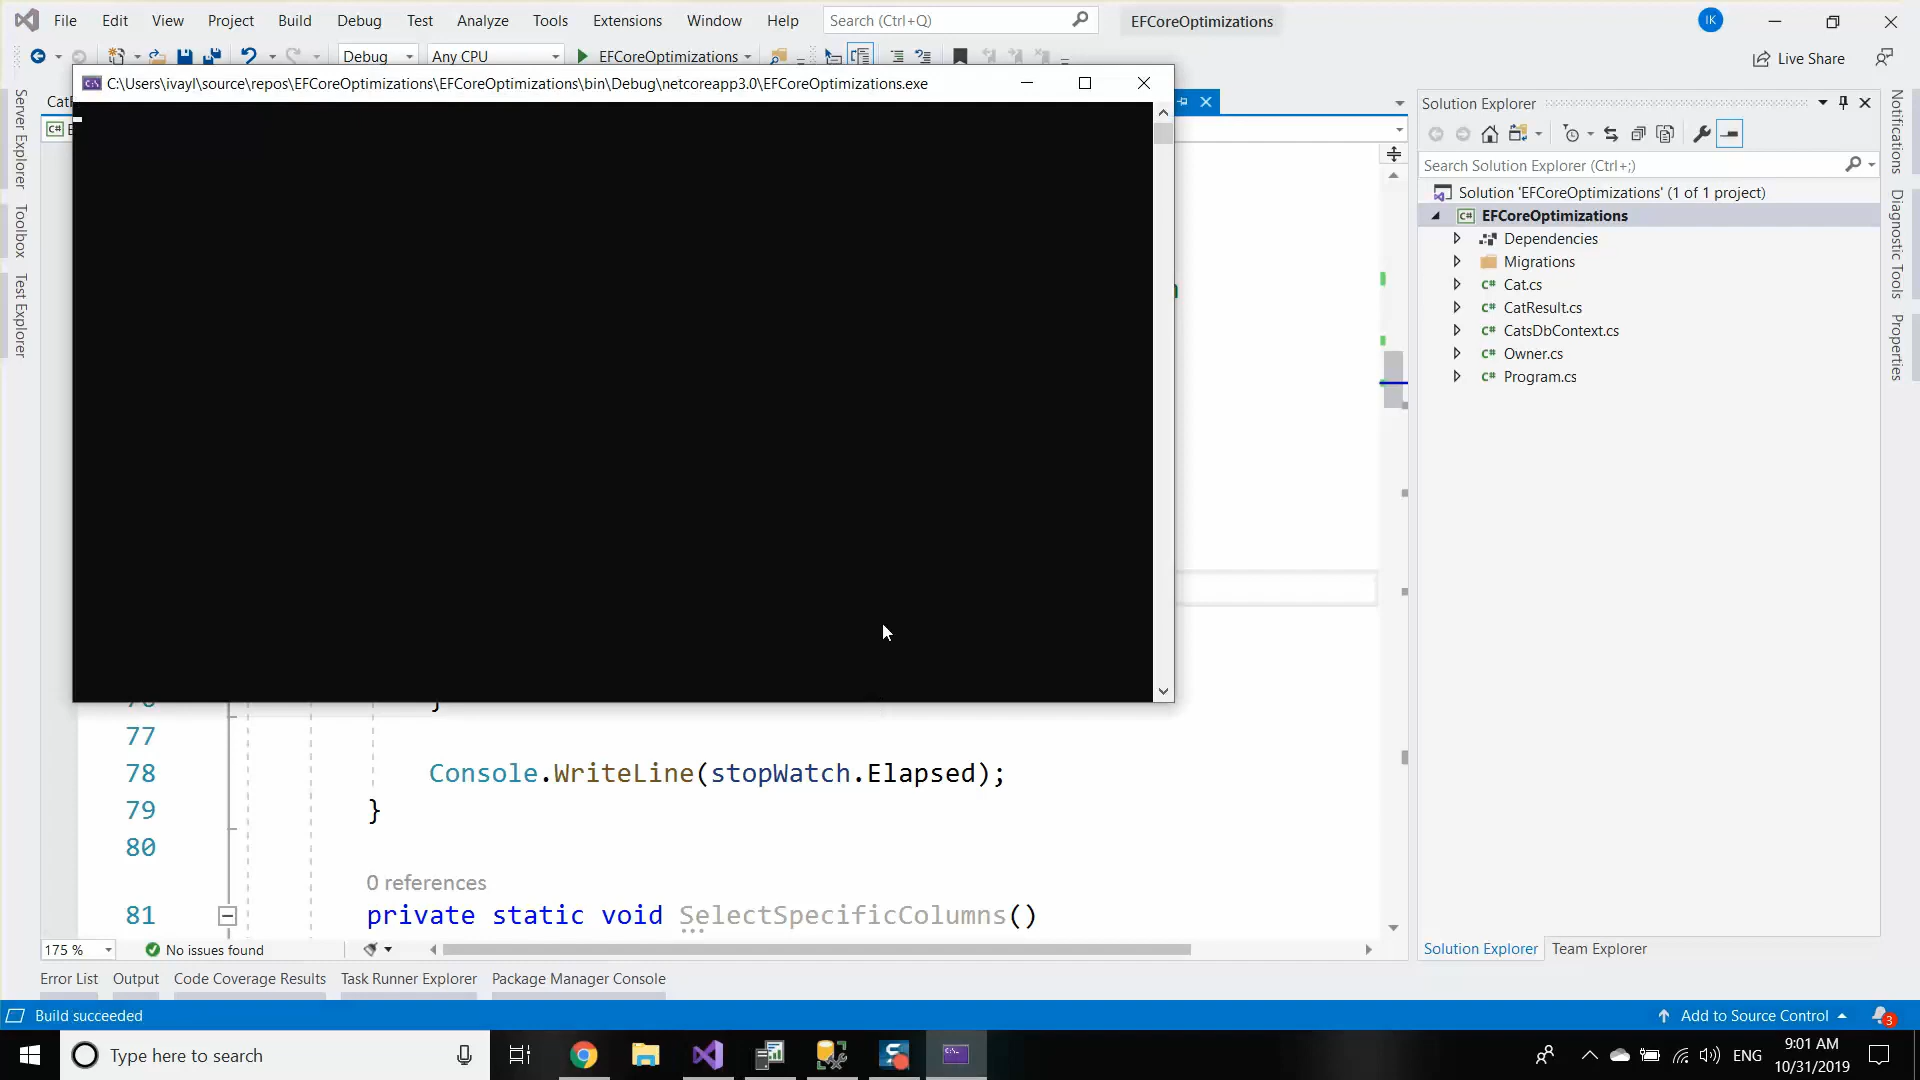 File Edit View Project Build Debug Test Analyze Tools Extensions Window Help Search (Ctrl+Q) EFCoreOptimizations IK
Debug Any CPU EFCoreOptimizations Live Share
C:\Users\ivayl\source\repos\EFCoreOptimizations\EFCoreOptimizations\bin\Debug\netcoreapp3.0\EFCoreOptimizations.exe
Server Explorer
Toolbox
Test Explorer
77
78 Console.WriteLine(stopWatch.Elapsed);
79 }
80
0 references
81 private static void SelectSpecificColumns()
175 % No issues found
Error List Output Code Coverage Results Task Runner Explorer Package Manager Console
Solution Explorer
Search Solution Explorer (Ctrl+;)
Solution 'EFCoreOptimizations' (1 of 1 project)
C# EFCoreOptimizations
Dependencies
Migrations
C# Cat.cs
C# CatResult.cs
C# CatsDbContext.cs
C# Owner.cs
C# Program.cs
Solution Explorer Team Explorer
Notifications
Diagnostic Tools
Properties
Build succeeded Add to Source Control 3
Type here to search ENG 9:01 AM
10/31/2019